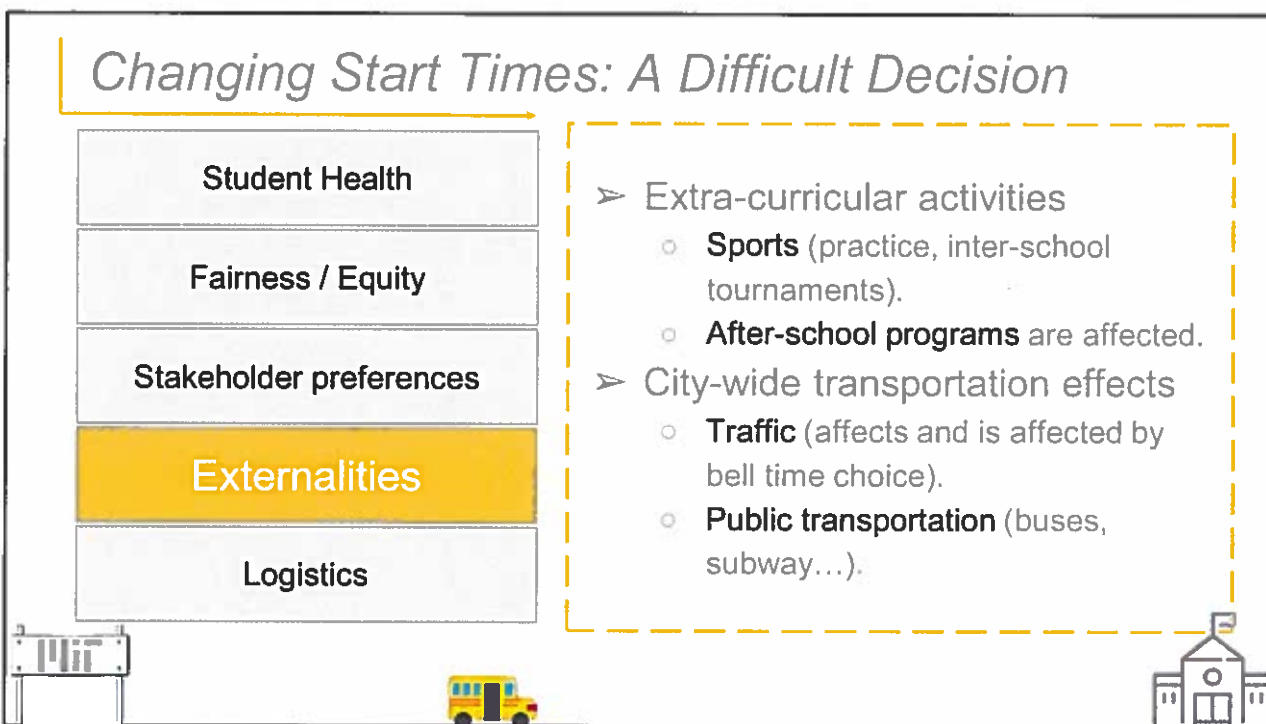 Changing Start Times: A Difficult Decision
Student Health
Fairness / Equity
Stakeholder preferences
Externalities
Logistics
➢ Extra-curricular activities
○ Sports (practice, inter-school
tournaments).
○ After-school programs are affected.
➢ City-wide transportation effects
○ Traffic (affects and is affected by
bell time choice).
○ Public transportation (buses,
subway...).